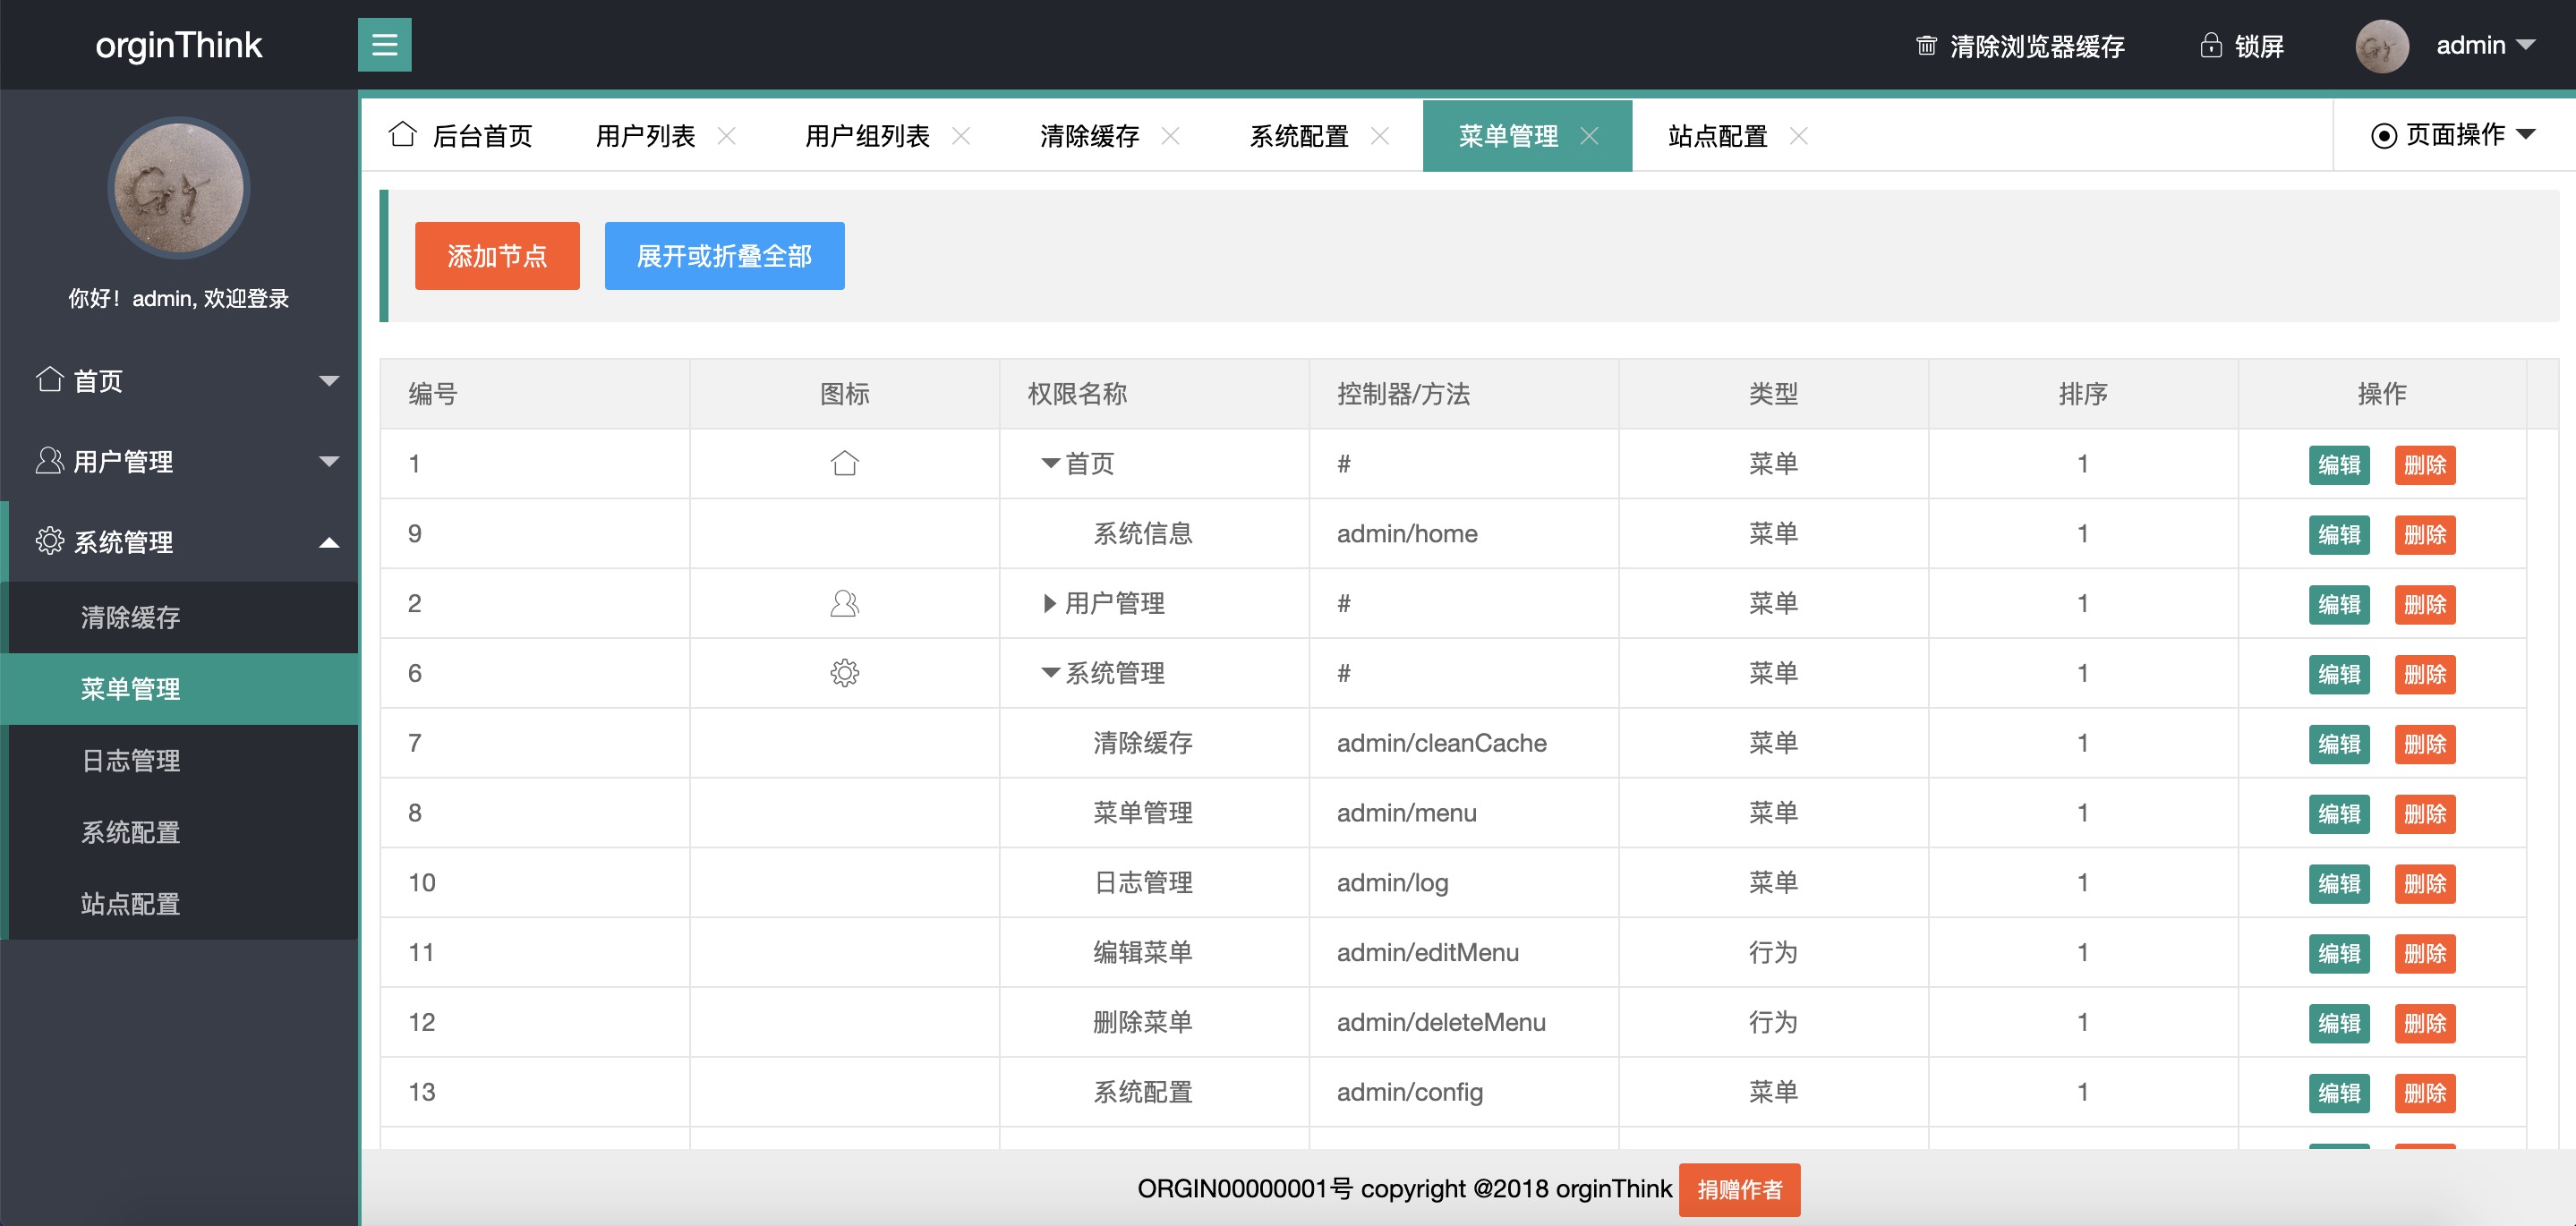 orginThink
清除浏览器缓存 锁屏 admin
你好！admin, 欢迎登录
首页
用户管理
系统管理
清除缓存
菜单管理
日志管理
系统配置
站点配置
后台首页 用户列表 用户组列表 清除缓存 系统配置 菜单管理 站点配置 页面操作
添加节点 展开或折叠全部
编号 图标 权限名称 控制器/方法 类型 排序 操作
1 首页 # 菜单 1 编辑 删除
9 系统信息 admin/home 菜单 1 编辑 删除
2 用户管理 # 菜单 1 编辑 删除
6 系统管理 # 菜单 1 编辑 删除
7 清除缓存 admin/cleanCache 菜单 1 编辑 删除
8 菜单管理 admin/menu 菜单 1 编辑 删除
10 日志管理 admin/log 菜单 1 编辑 删除
11 编辑菜单 admin/editMenu 行为 1 编辑 删除
12 删除菜单 admin/deleteMenu 行为 1 编辑 删除
13 系统配置 admin/config 菜单 1 编辑 删除
ORGIN00000001号 copyright @2018 orginThink 捐赠作者